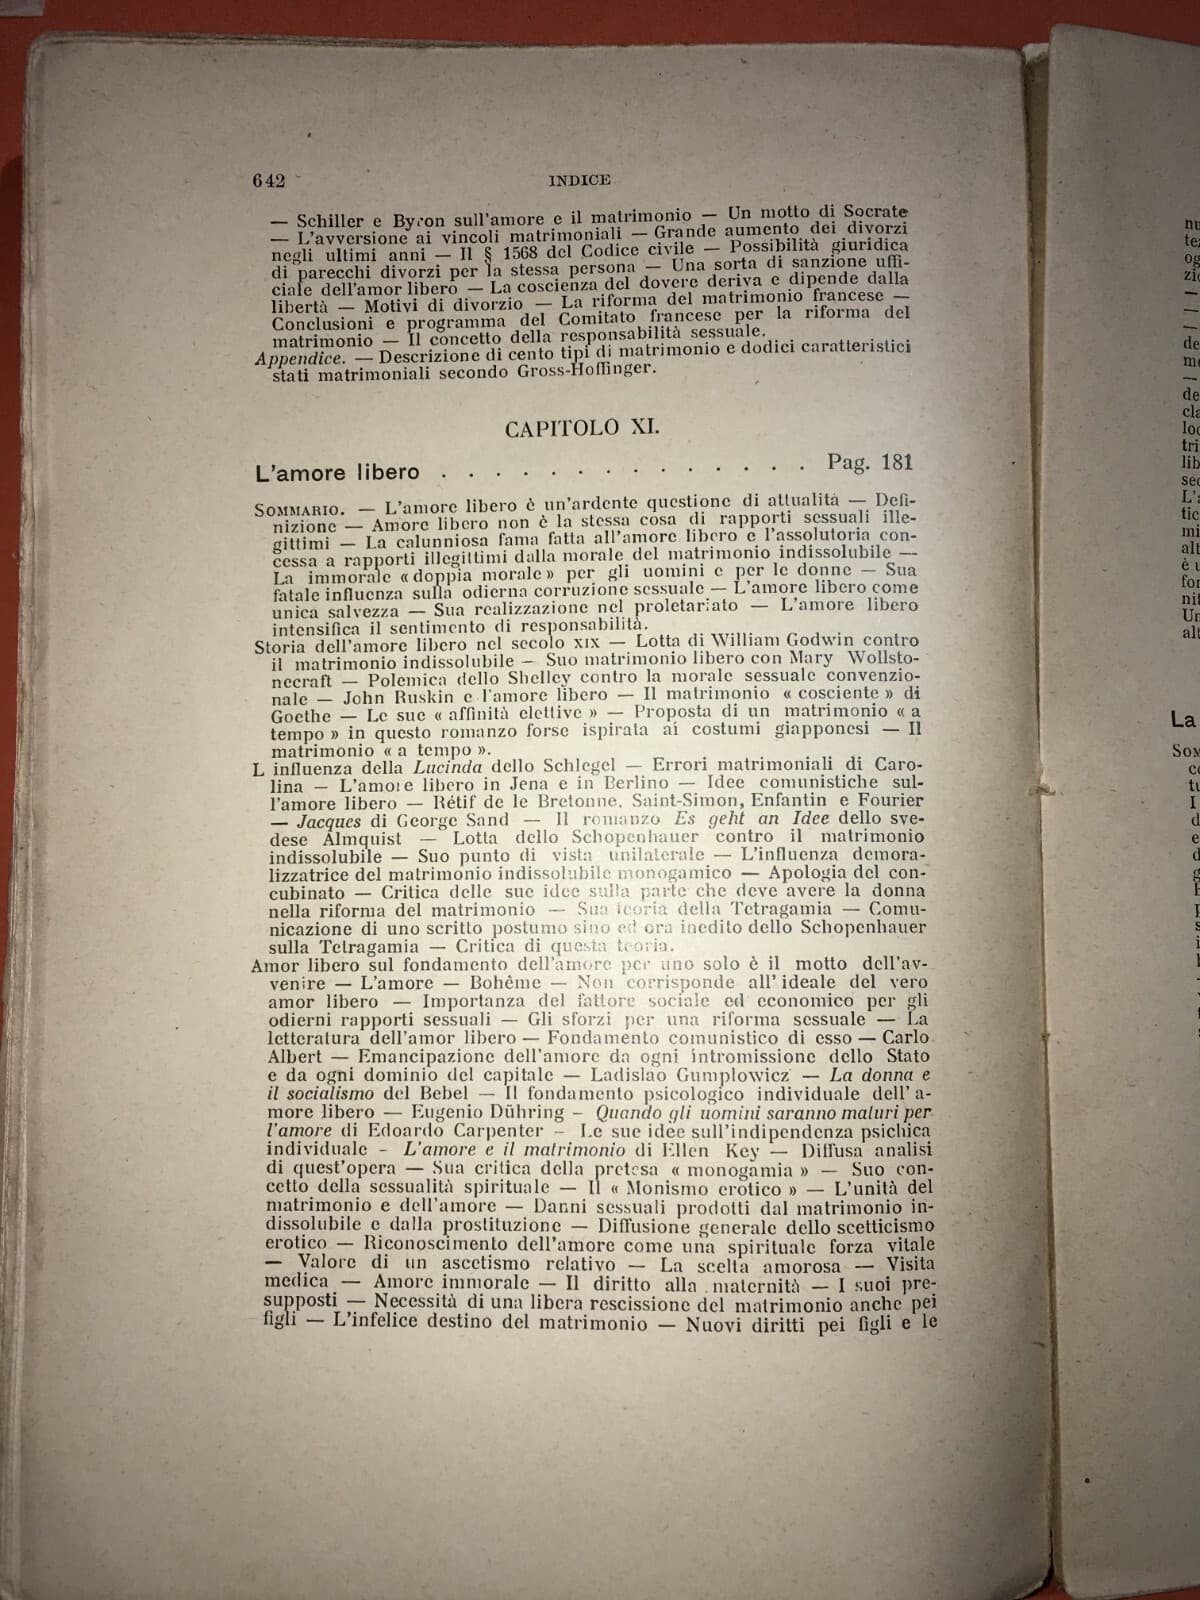 642 INDICE
— Schiller e Byron sull'amore e il matrimonio — Un motto di Socrate
— L'avversione ai vincoli matrimoniali — Grande aumento dei divorzi
negli ultimi anni — Il § 1568 del Codice civile — Possibilità giuridica
di parecchi divorzi per la stessa persona — Una sorta di sanzione uffi-
ciale dell'amor libero — La coscienza del dovere deriva e dipende dalla
libertà — Motivi di divorzio — La riforma del matrimonio francese —
Conclusioni e programma del Comitato francese per la riforma del
matrimonio — Il concetto della responsabilità sessuale.
Appendice. — Descrizione di cento tipi di matrimonio e dodici caratteristici
stati matrimoniali secondo Gross-Hoffinger.
CAPITOLO XI.
L'amore libero . . . . . . . . . . . . . . Pag. 181
SOMMARIO. — L'amore libero è un'ardente questione di attualità — Defi-
nizione — Amore libero non è la stessa cosa di rapporti sessuali ille-
gittimi — La calunniosa fama fatta all'amore libero e l'assolutoria con-
cessa a rapporti illegittimi dalla morale del matrimonio indissolubile —
La immorale « doppia morale » per gli uomini e per le donne — Sua
fatale influenza sulla odierna corruzione sessuale — L'amore libero come
unica salvezza — Sua realizzazione nel proletariato — L'amore libero
intensifica il sentimento di responsabilità.
Storia dell'amore libero nel secolo XIX — Lotta di William Godwin contro
il matrimonio indissolubile — Suo matrimonio libero con Mary Wollsto-
necraft — Polemica dello Shelley contro la morale sessuale convenzio-
nale — John Ruskin e l'amore libero — Il matrimonio « cosciente » di
Goethe — Le sue « affinità elettive » — Proposta di un matrimonio « a
tempo » in questo romanzo forse ispirata ai costumi giapponesi — Il
matrimonio « a tempo ».
L influenza della Lucinda dello Schlegel — Errori matrimoniali di Caro-
lina — L'amore libero in Jena e in Berlino — Idee comunistiche sul-
l'amore libero — Rétif de le Bretonne, Saint-Simon, Enfantin e Fourier
— Jacques di George Sand — Il romanzo Es geht an Idee dello sve-
dese Almquist — Lotta dello Schopenhauer contro il matrimonio
indissolubile — Suo punto di vista unilaterale — L'influenza demora-
lizzatrice del matrimonio indissolubile monogamico — Apologia del con-
cubinato — Critica delle sue idee sulla parte che deve avere la donna
nella riforma del matrimonio — Sua teoria della Tetragamia — Comu-
nicazione di uno scritto postumo sino ed ora inedito dello Schopenhauer
sulla Tetragamia — Critica di questa teoria.
Amor libero sul fondamento dell'amore per uno solo è il motto dell'av-
venire — L'amore — Bohême — Non corrisponde all' ideale del vero
amor libero — Importanza del fattore sociale ed economico per gli
odierni rapporti sessuali — Gli sforzi per una riforma sessuale — La
letteratura dell'amor libero — Fondamento comunistico di esso — Carlo
Albert — Emancipazione dell'amore da ogni intromissione dello Stato
e da ogni dominio del capitale — Ladislao Gumplowicz — La donna e
il socialismo del Bebel — Il fondamento psicologico individuale dell' a-
more libero — Eugenio Dühring — Quando gli uomini saranno maturi per
l'amore di Edoardo Carpenter — Le sue idee sull'indipendenza psichica
individuale — L'amore e il matrimonio di Ellen Key — Diffusa analisi
di quest'opera — Sua critica della pretesa « monogamia » — Suo con-
cetto della sessualità spirituale — Il « Monismo erotico » — L'unità del
matrimonio e dell'amore — Danni sessuali prodotti dal matrimonio in-
dissolubile e dalla prostituzione — Diffusione generale dello scetticismo
erotico — Riconoscimento dell'amore come una spirituale forza vitale
— Valore di un ascetismo relativo — La scelta amorosa — Visita
medica — Amore immorale — Il diritto alla maternità — I suoi pre-
supposti — Necessità di una libera rescissione del matrimonio anche pei
figli — L'infelice destino del matrimonio — Nuovi diritti pei figli e le